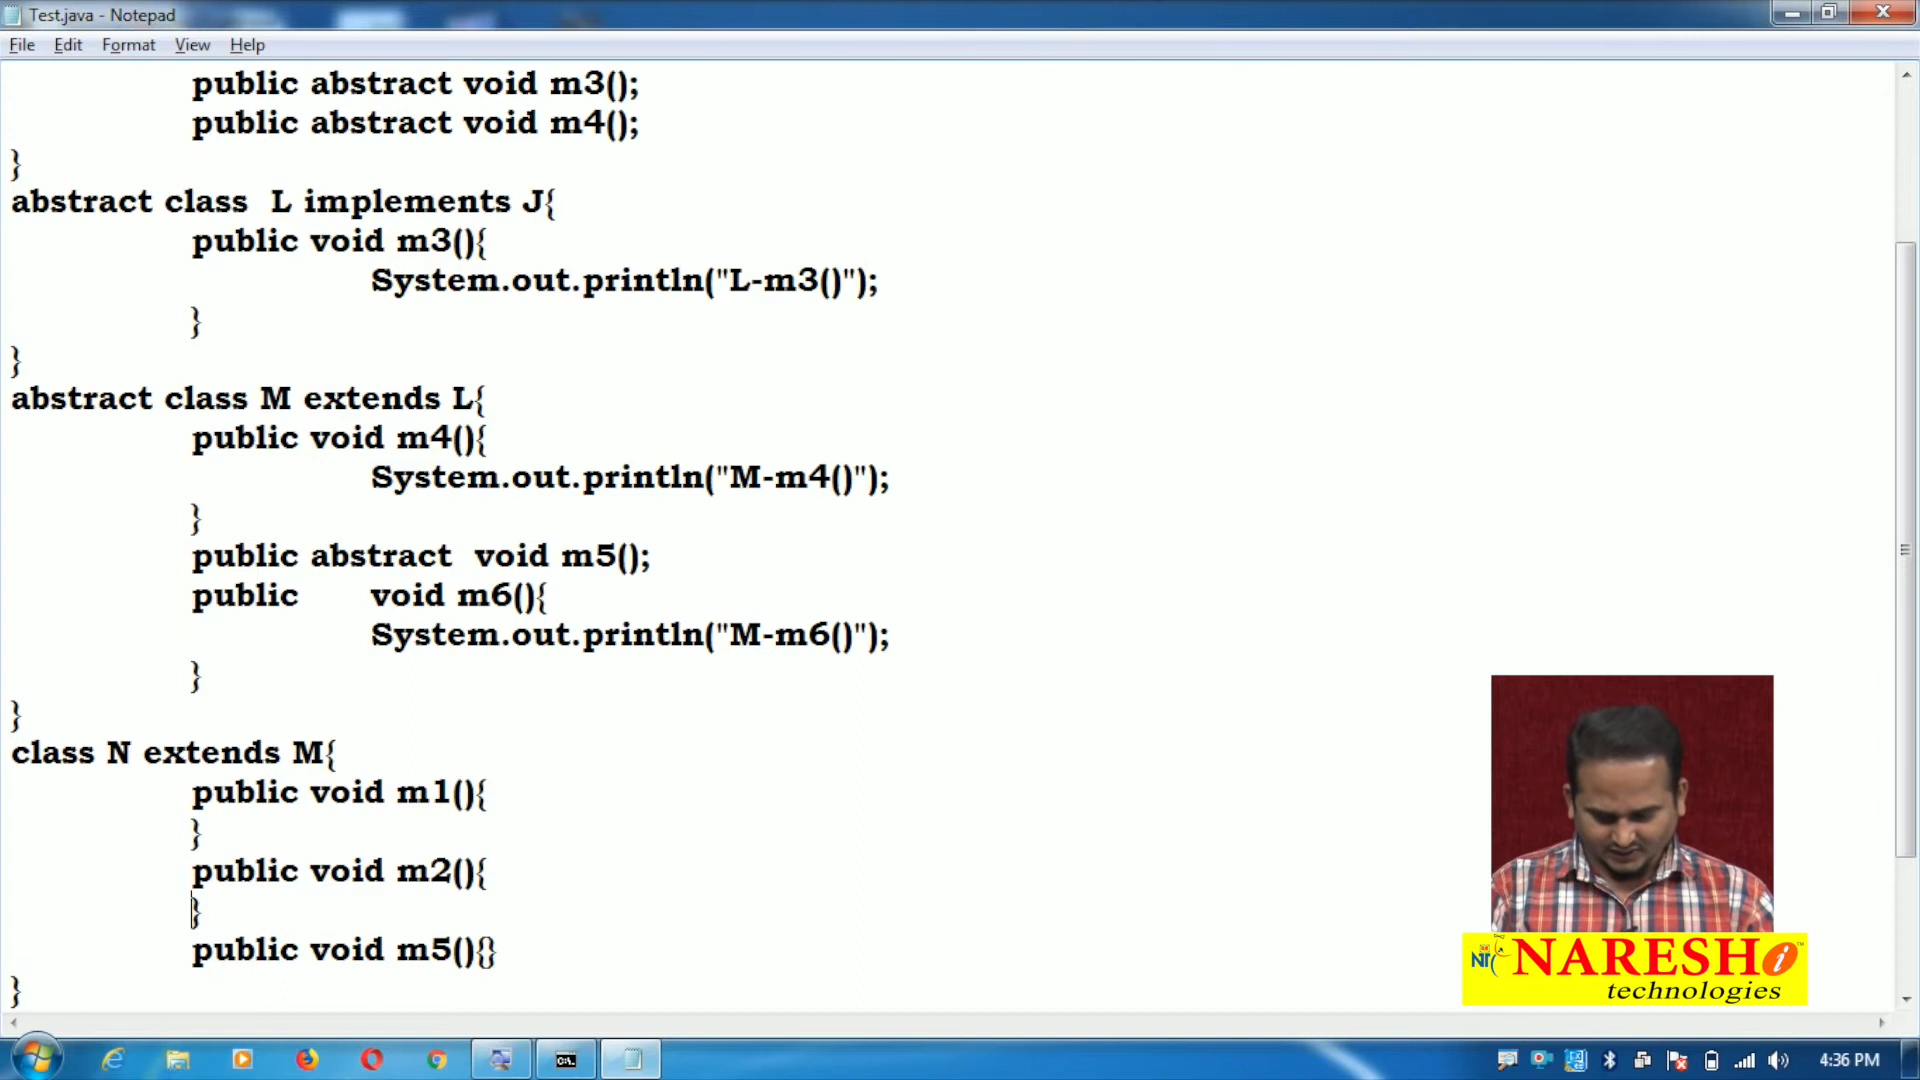 Test.java - Notepad
File Edit Format View Help
public abstract void m3();
public abstract void m4();
}
abstract class  L implements J{
public void m3(){
System.out.println("L-m3()");
}
}
abstract class M extends L{
public void m4(){
System.out.println("M-m4()");
}
public abstract  void m5();
public    void m6(){
System.out.println("M-m6()");
}
}
class N extends M{
public void m1(){
}
public void m2(){
}
public void m5(){}
}
NARESH i
technologies
4:36 PM